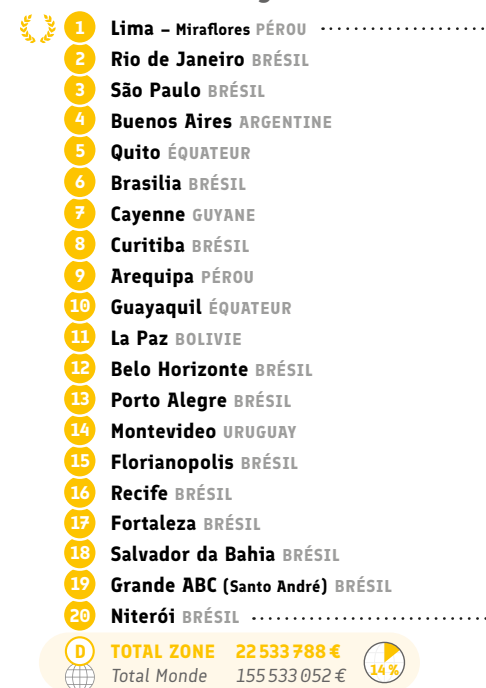 1 Lima – Miraflores PÉROU
2 Rio de Janeiro BRÉSIL
3 São Paulo BRÉSIL
4 Buenos Aires ARGENTINE
5 Quito ÉQUATEUR
6 Brasilia BRÉSIL
7 Cayenne GUYANE
8 Curitiba BRÉSIL
9 Arequipa PÉROU
10 Guayaquil ÉQUATEUR
11 La Paz BOLIVIE
12 Belo Horizonte BRÉSIL
13 Porto Alegre BRÉSIL
14 Montevideo URUGUAY
15 Florianopolis BRÉSIL
16 Recife BRÉSIL
17 Fortaleza BRÉSIL
18 Salvador da Bahia BRÉSIL
19 Grande ABC (Santo André) BRÉSIL
20 Niterói BRÉSIL
D TOTAL ZONE 22 533 788 €
Total Monde 155 533 052 € 14 %